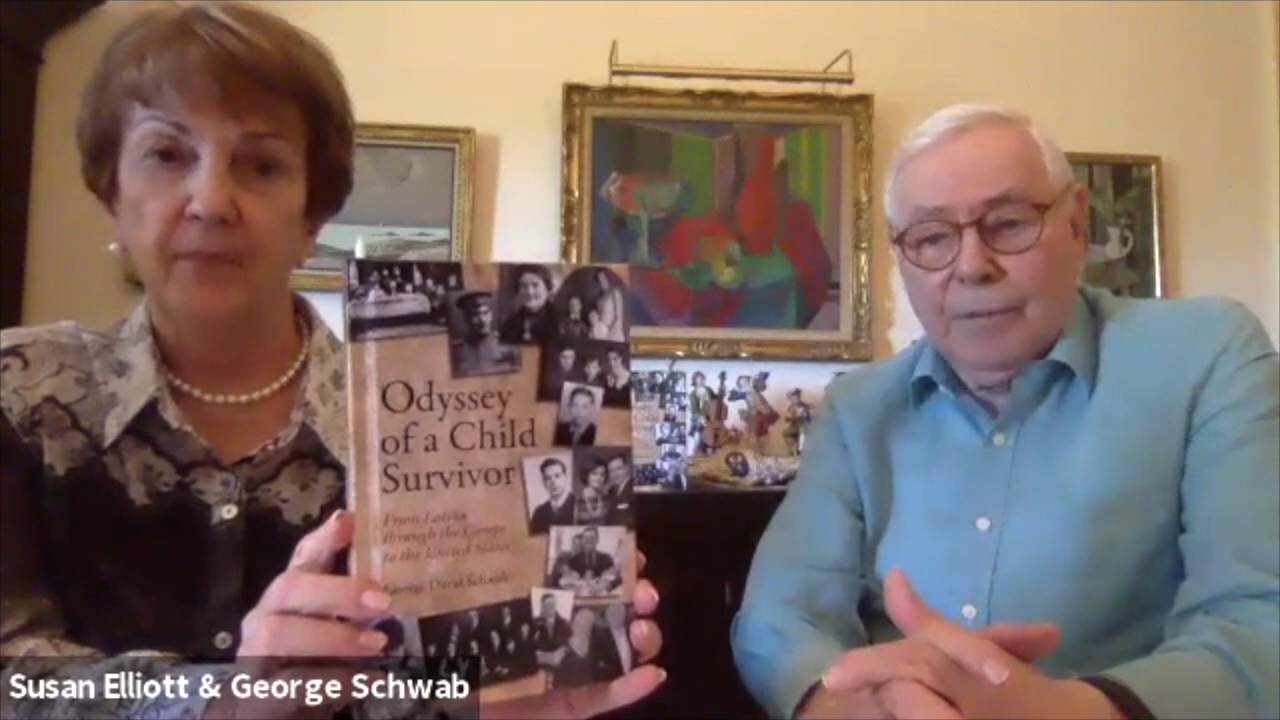 Odyssey
of a Child
Survivor
From Latvia
through the Camps
to the United States
George David Schwab
Susan Elliott & George Schwab